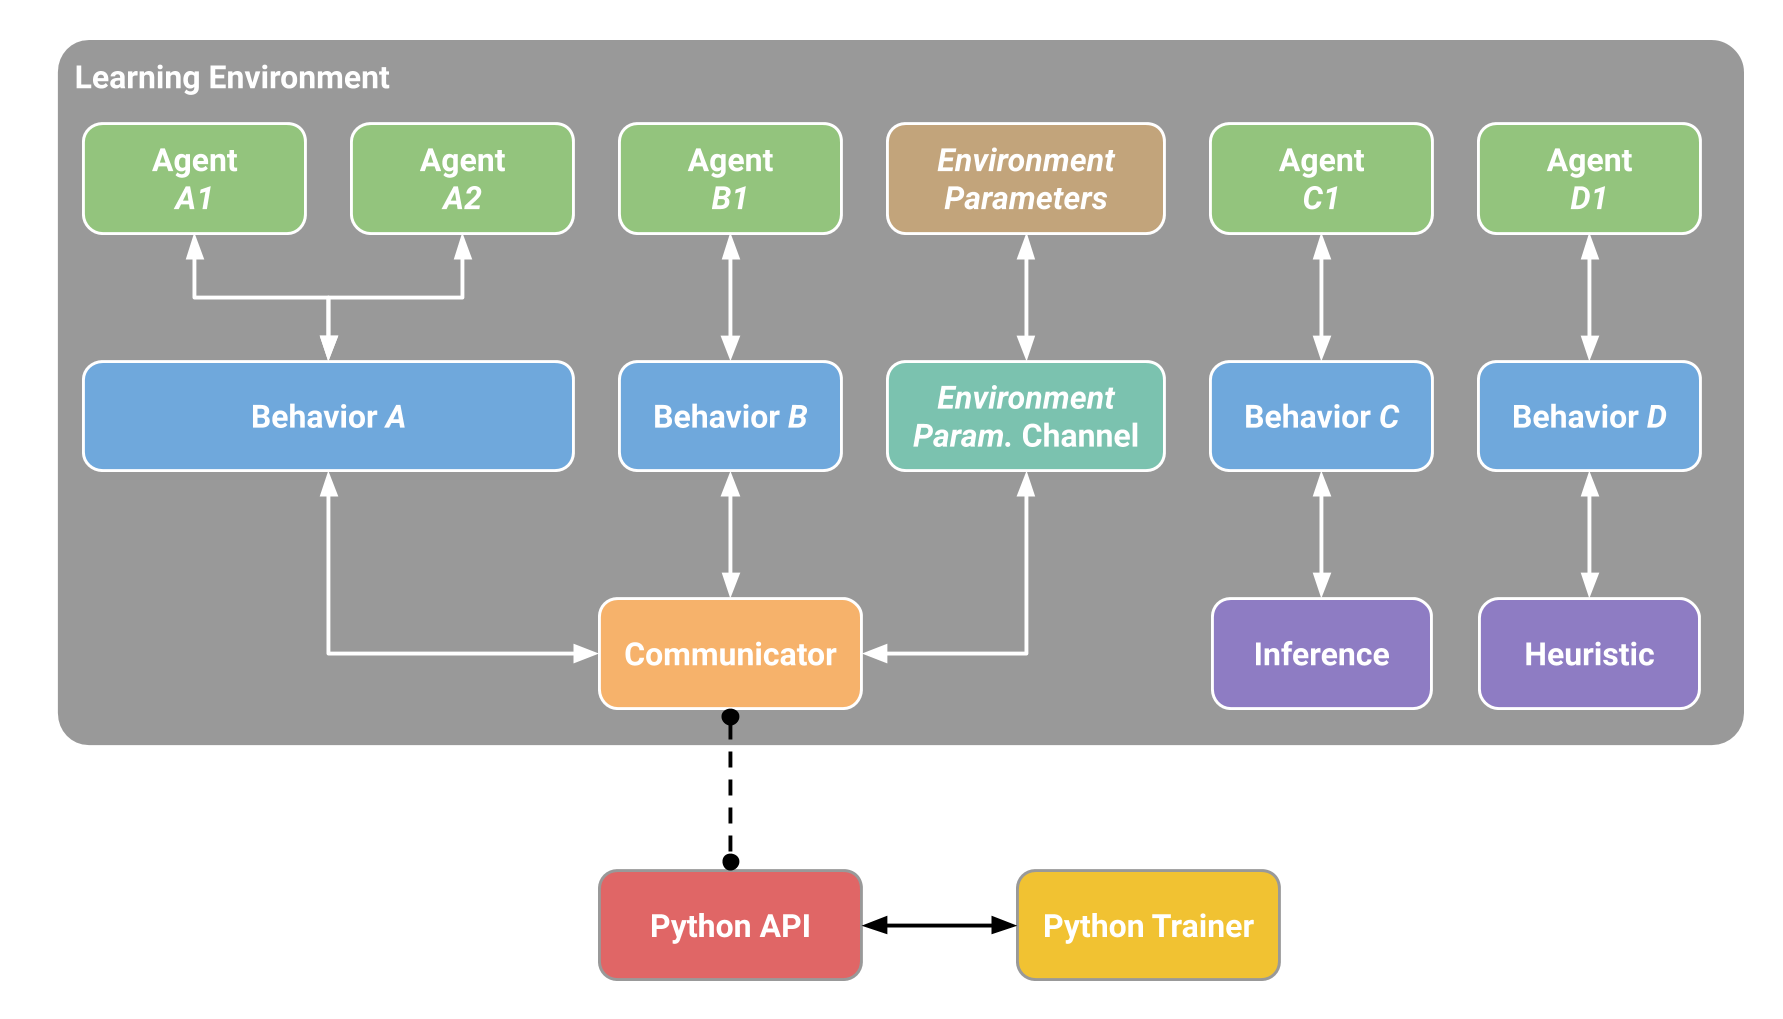 Learning Environment
Agent
A1
Agent
A2
Agent
B1
Environment
Parameters
Agent
C1
Agent
D1
Behavior A
Behavior B
Environment
Param. Channel
Behavior C
Behavior D
Communicator
Inference
Heuristic
Python API
Python Trainer